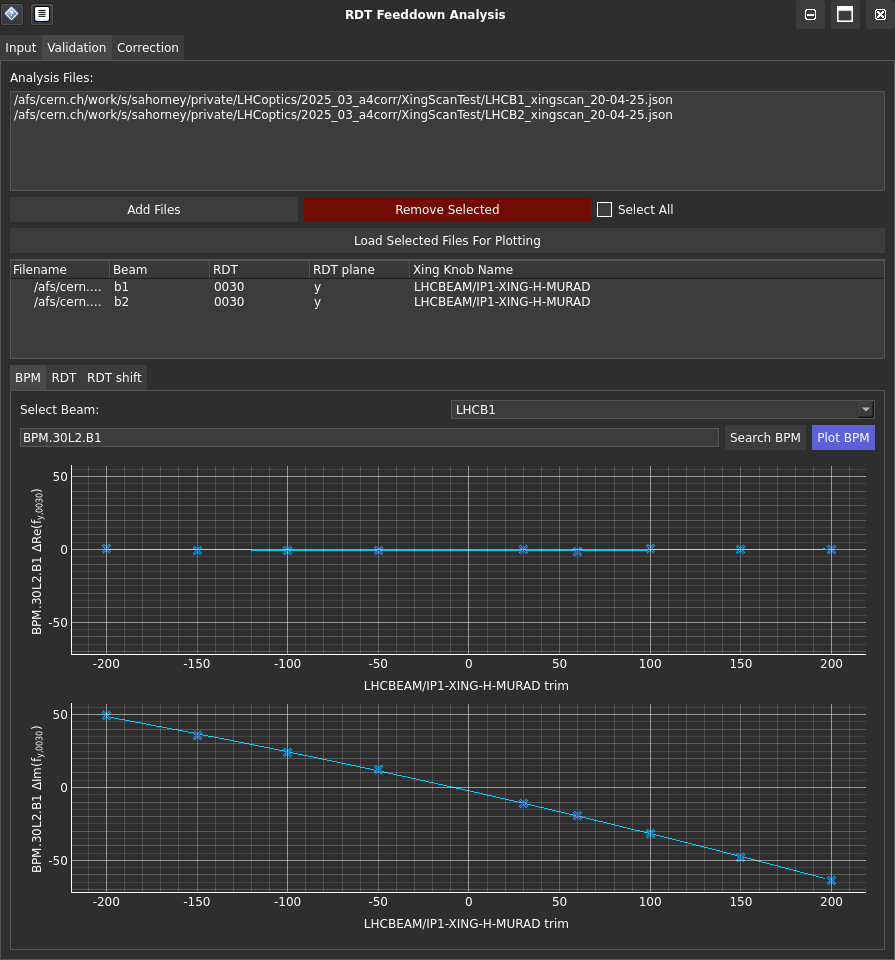 RDT Feeddown Analysis
Input Validation Correction
Analysis Files:
/afs/cern.ch/work/s/sahorney/private/LHCoptics/2025_03_a4corr/XingScanTest/LHCB1_xingscan_20-04-25.json
/afs/cern.ch/work/s/sahorney/private/LHCoptics/2025_03_a4corr/XingScanTest/LHCB2_xingscan_20-04-25.json
Add Files Remove Selected Select All
Load Selected Files For Plotting
Filename Beam RDT RDT plane Xing Knob Name
/afs/cern.... b1 0030 y LHCBEAM/IP1-XING-H-MURAD
/afs/cern.... b2 0030 y LHCBEAM/IP1-XING-H-MURAD
BPM RDT RDT shift
Select Beam: LHCB1
BPM.30L2.B1 Search BPM Plot BPM
BPM.30L2.B1 ΔRe(fy,0030)
50
0
-50
-200 -150 -100 -50 0 50 100 150 200
LHCBEAM/IP1-XING-H-MURAD trim
BPM.30L2.B1 ΔIm(fy,0030)
50
0
-50
-200 -150 -100 -50 0 50 100 150 200
LHCBEAM/IP1-XING-H-MURAD trim